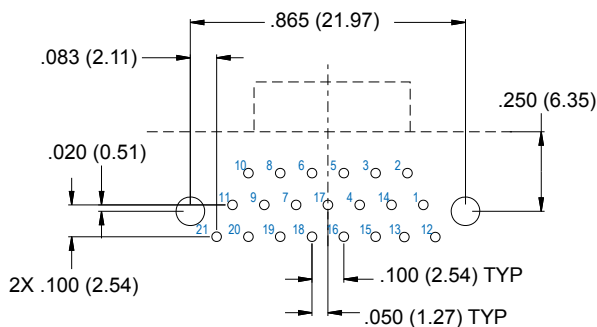 .865 (21.97)
.083 (2.11)
.250 (6.35)
.020 (0.51)
10 8 6 5 3 2
11 9 7 17 4 14 1
21 20 19 18 16 15 13 12
2X .100 (2.54)
.100 (2.54) TYP
.050 (1.27) TYP